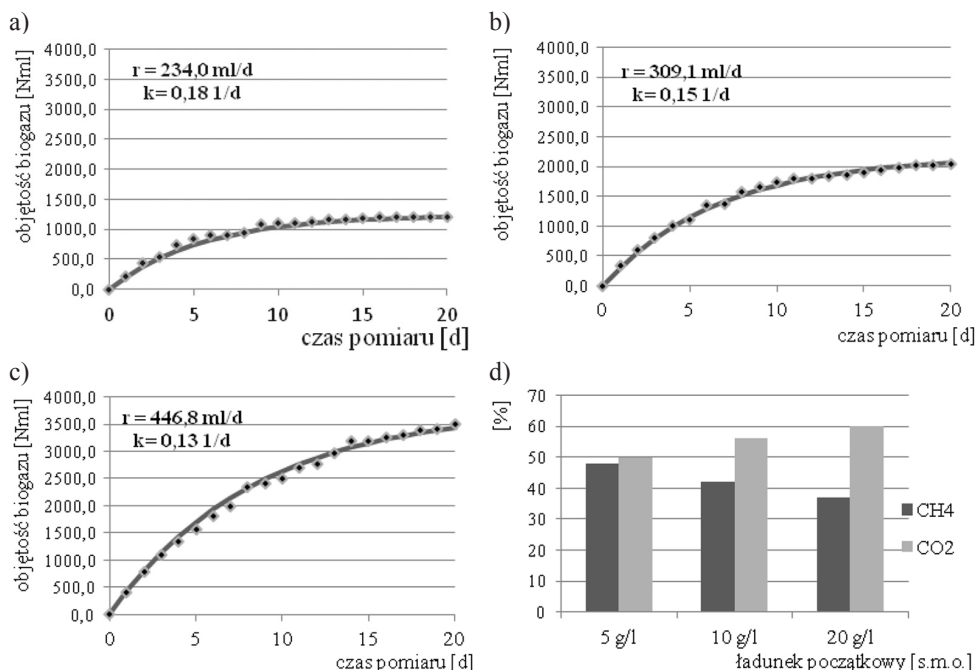 a)
objętość biogazu [Nml]
4000,0
3500,0
3000,0
2500,0
2000,0
1500,0
1000,0
500,0
0,0
r = 234,0 ml/d
k= 0,18 1/d
0 5 10 15 20
czas pomiaru [d]
b)
objętość biogazu [Nml]
4000,0
3500,0
3000,0
2500,0
2000,0
1500,0
1000,0
500,0
0,0
r = 309,1 ml/d
k= 0,15 1/d
0 5 10 15 20
czas pomiaru [d]
c)
objętość biogazu [Nml]
4000,0
3500,0
3000,0
2500,0
2000,0
1500,0
1000,0
500,0
0,0
r = 446,8 ml/d
k= 0,13 1/d
0 5 10 15 20
czas pomiaru [d]
d)
[%]
70
60
50
40
30
20
10
0
CH4
CO2
5 g/l 10 g/l 20 g/l
ładunek początkowy [s.m.o.]